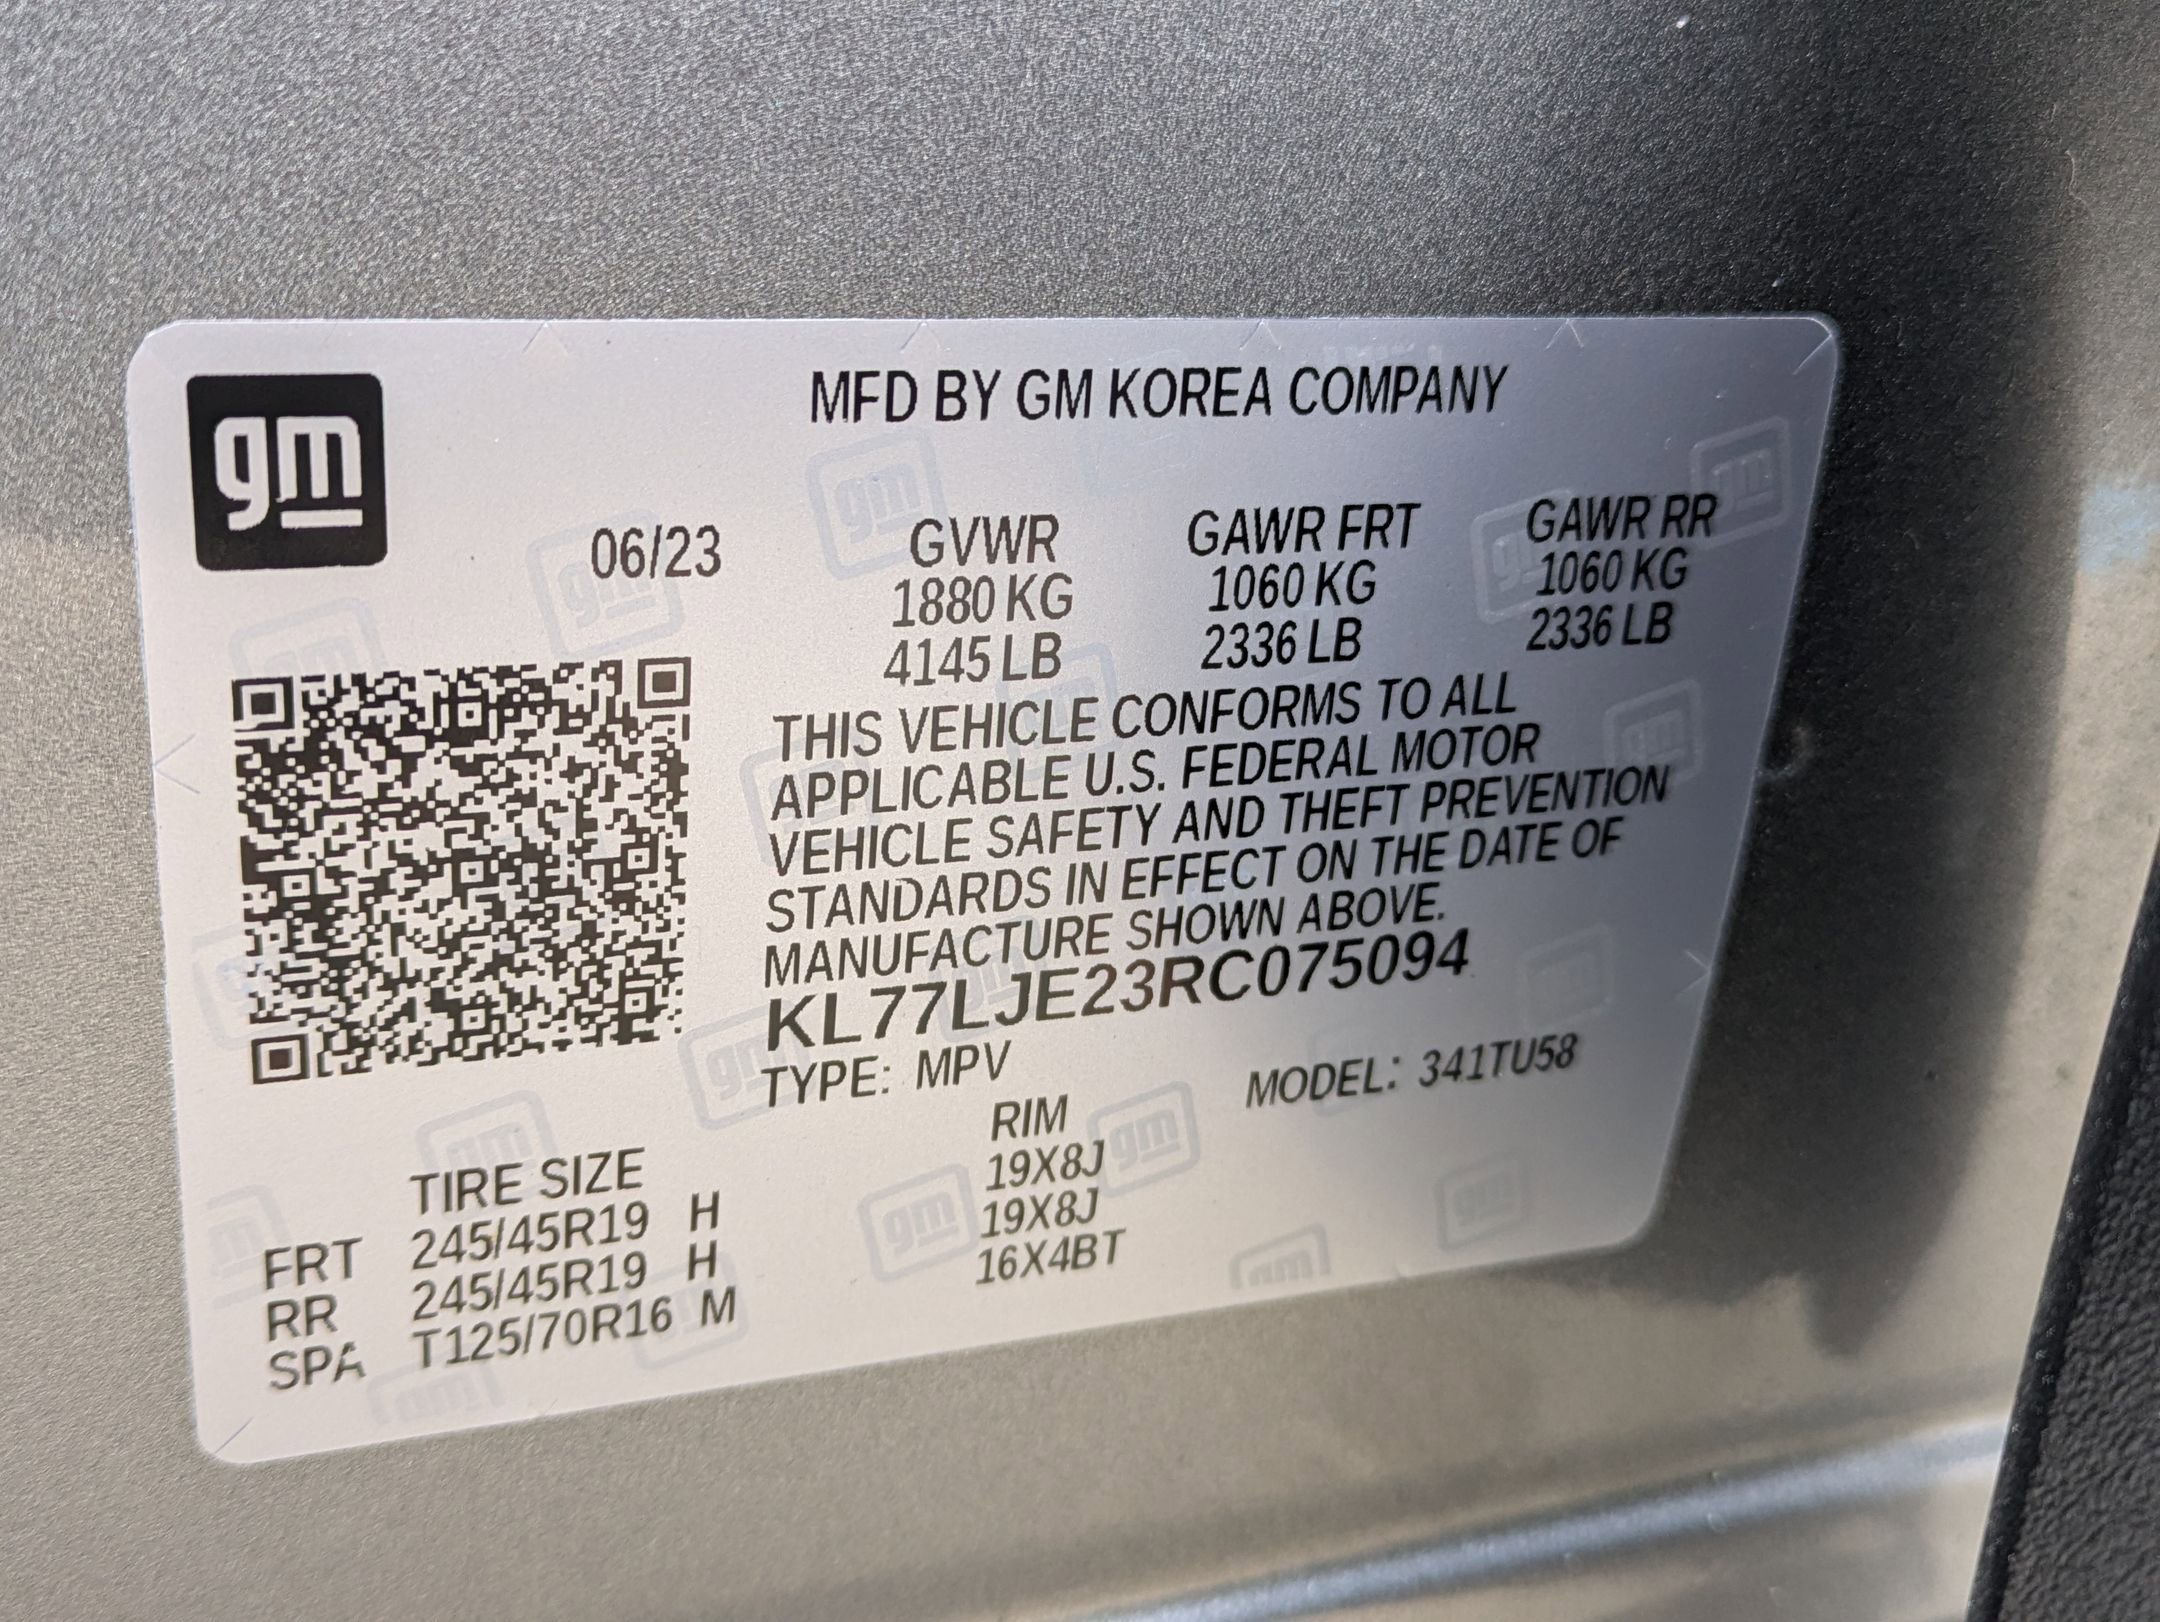 gm
MFD BY GM KOREA COMPANY
06/23
GVWR GAWR FRT GAWR RR
1880 KG 1060 KG 1060 KG
4145 LB 2336 LB 2336 LB
THIS VEHICLE CONFORMS TO ALL
APPLICABLE U.S. FEDERAL MOTOR
VEHICLE SAFETY AND THEFT PREVENTION
STANDARDS IN EFFECT ON THE DATE OF
MANUFACTURE SHOWN ABOVE.
KL77LJE23RC075094
TYPE: MPV MODEL: 341TU58
TIRE SIZE RIM
FRT 245/45R19 H 19X8J
RR 245/45R19 H 19X8J
SPA T125/70R16 M 16X4BT